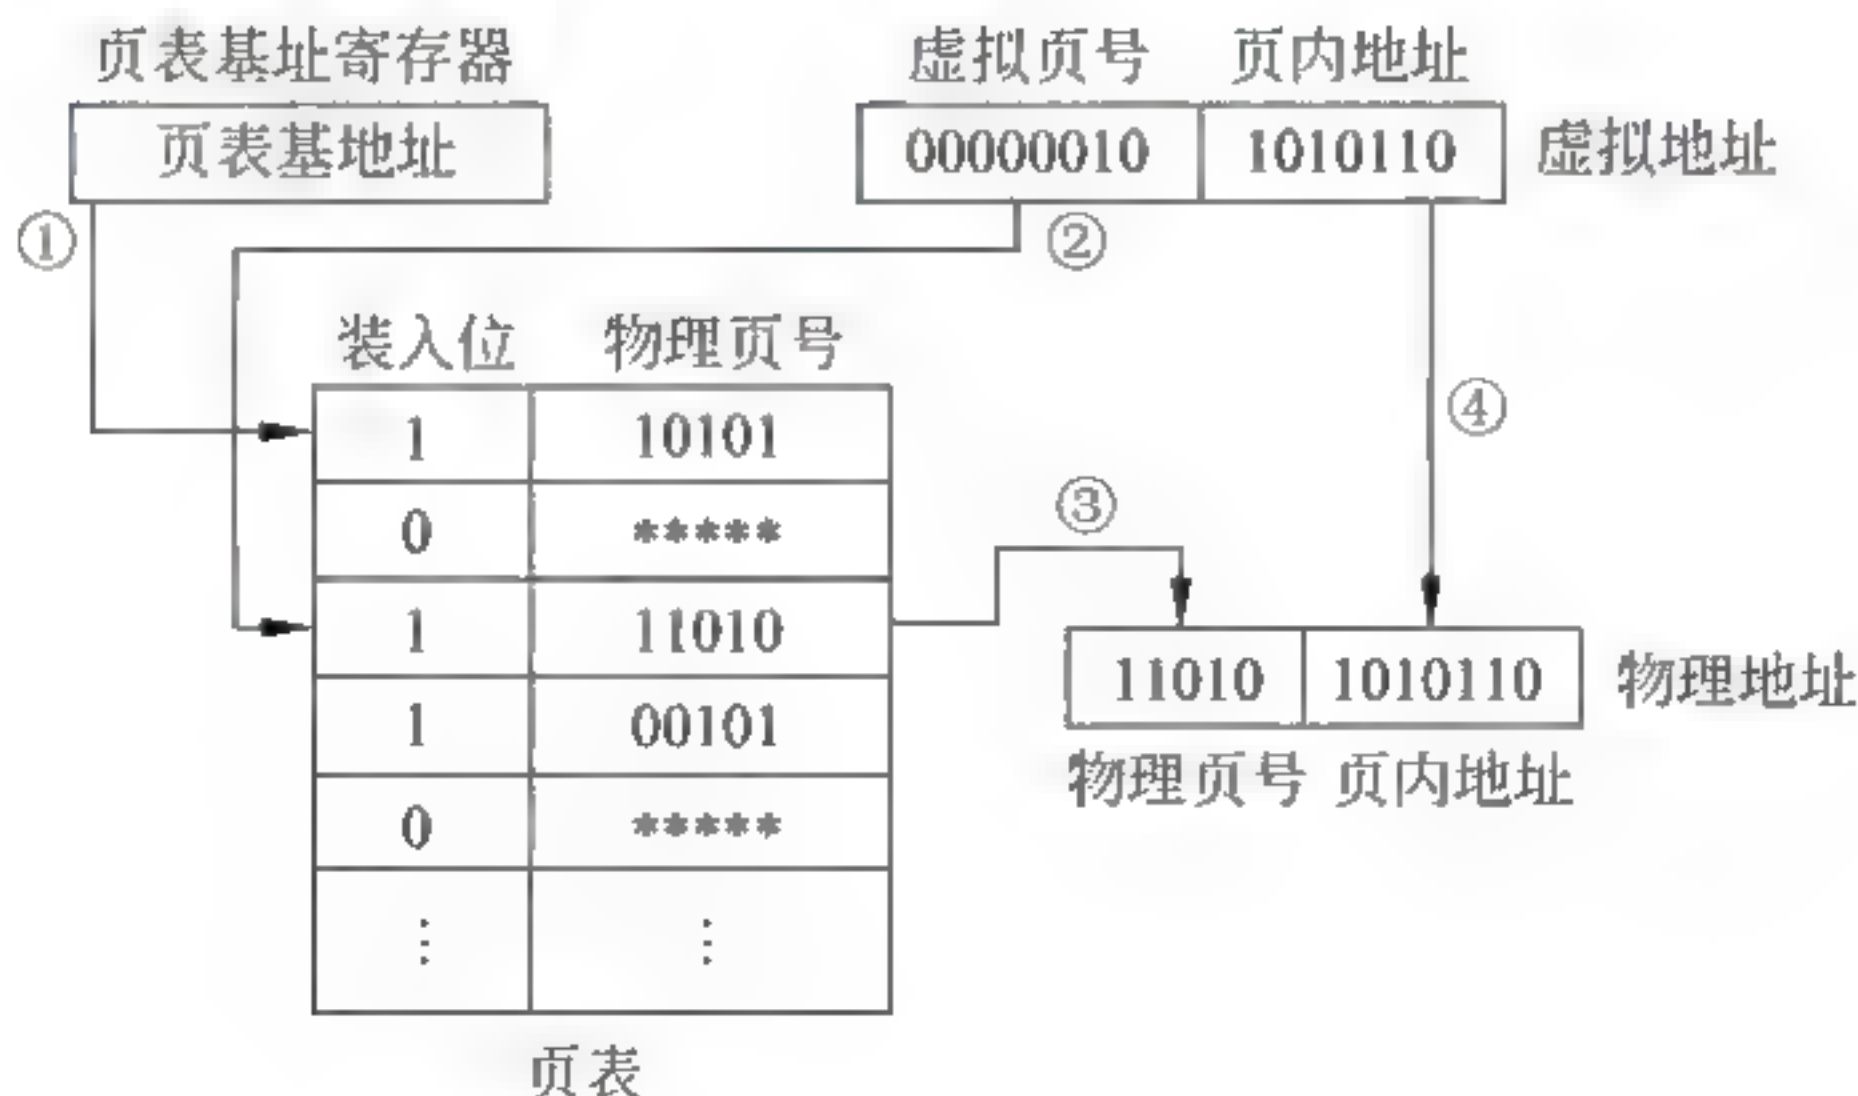 页表基址寄存器
虚拟页号 页内地址
页表基地址
00000010 1010110 虚拟地址
① ②
装入位 物理页号
1 10101
④
0 *****
③
1 11010
11010 1010110 物理地址
1 00101
物理页号 页内地址
0 *****
⋮ ⋮
页表